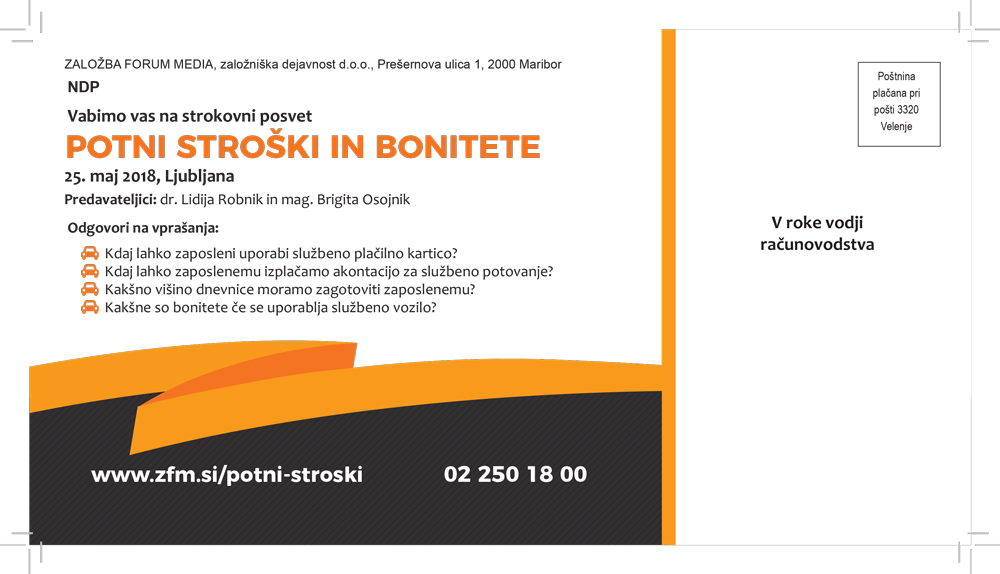 ZALOŽBA FORUM MEDIA, založniška dejavnost d.o.o., Prešernova ulica 1, 2000 Maribor
NDP
Vabimo vas na strokovni posvet
POTNI STROŠKI IN BONITETE
25. maj 2018, Ljubljana
Predavateljici: dr. Lidija Robnik in mag. Brigita Osojnik
Odgovori na vprašanja:
Kdaj lahko zaposleni uporabi službeno plačilno kartico?
Kdaj lahko zaposlenemu izplačamo akontacijo za službeno potovanje?
Kakšno višino dnevnice moramo zagotoviti zaposlenemu?
Kakšne so bonitete če se uporablja službeno vozilo?
www.zfm.si/potni-stroski
02 250 18 00
Poštnina
plačana pri
pošti 3320
Velenje
V roke vodji
računovodstva